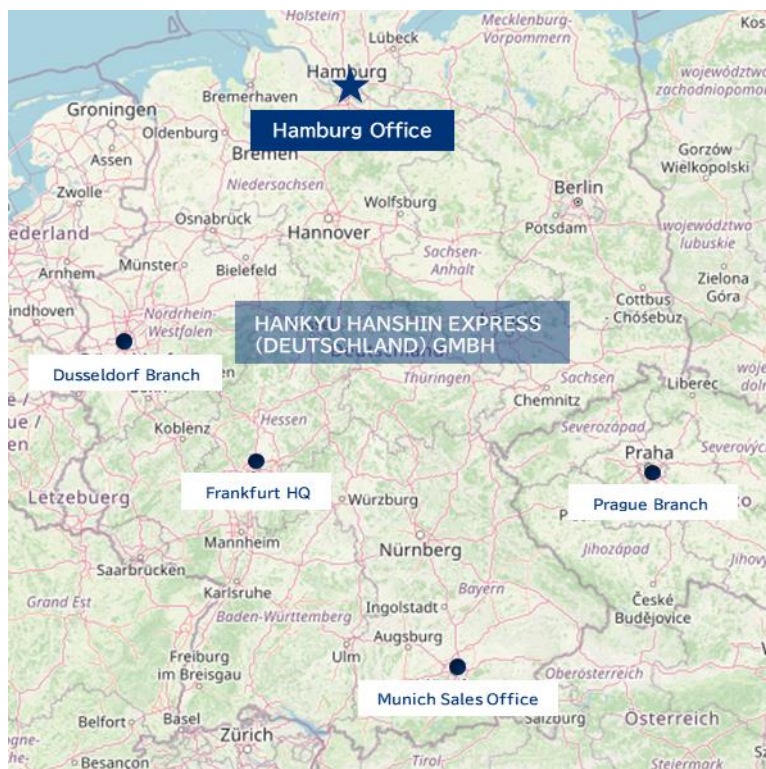 Holstein
Lübeck
Mecklenburg-
Vorpommern
Hamburg
województwo
Bremerhaven
Groningen
Hamburg Office
Oldenburg
Assen
Bremen
Gorzów
Wielkopolski
Zwolle
Niedersachsen
Berlin
Wolfsburg
Osnabrück
Hannover
Potsdam
województwo
lubuskie
Arnhem
Münster
Bielefeld
Sachsen-
Anhalt
Zielona
Góra
Cottbus
- Chóśebuz
Nordrhein-
Westfalen
HANKYU HANSHIN EXPRESS
(DEUTSCHLAND) GMBH
Dusseldorf Branch
Thüringen
Sachsen
Liberec
Chemnitz
Koblenz
Hessen
Severozápad
Praha
Frankfurt HQ
Würzburg
Prague Branch
Letzebuerg
Mannheim
Nürnberg
Jihozápad
Saarbrücken
Karlsruhe
Bayern
Grand Est
Baden-Württemberg
Ingolstadt
České
Budějovice
Augsburg
Freiburg
im Breisgau
Ulm
Oberösterreich
Munich Sales Office
Salzburg
Belfort
Basel
Österreich
Zürich
Besançon
Tirol
Steiermark